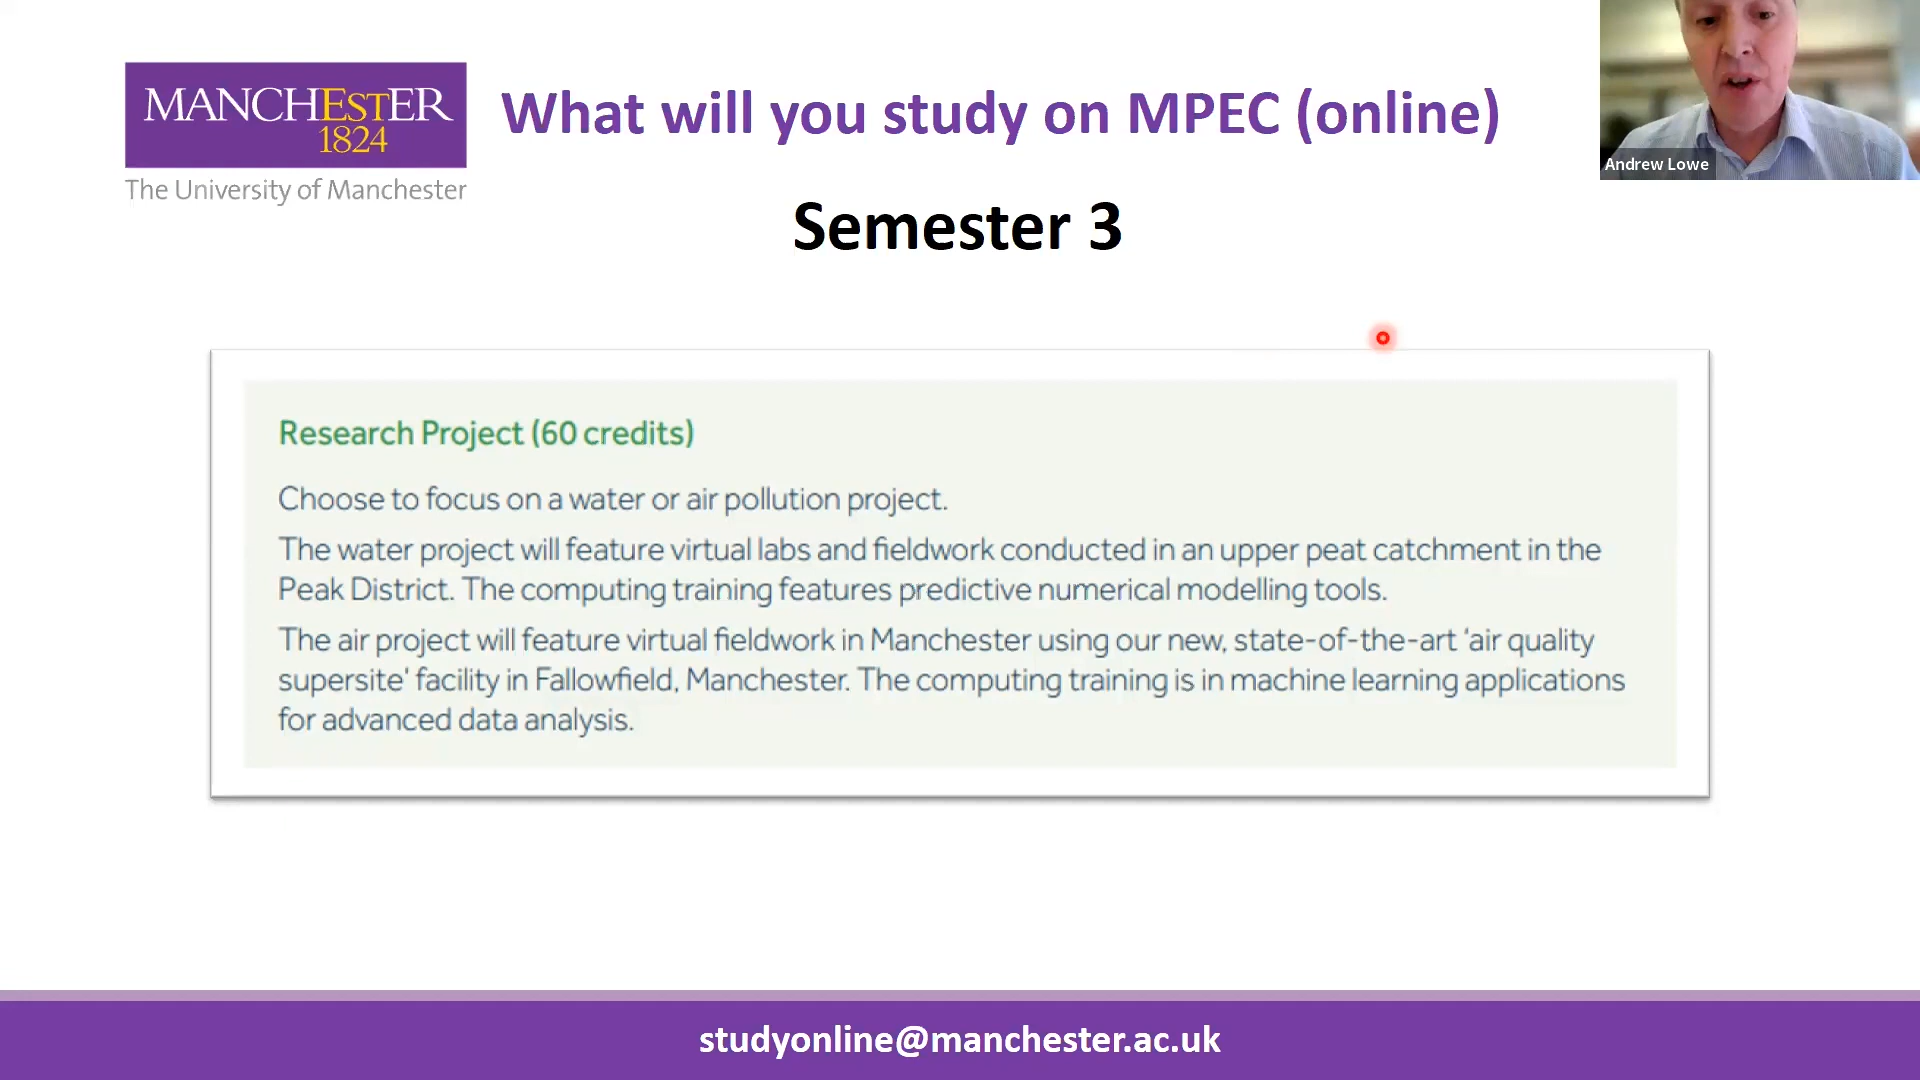 MANCHESTER
1824
The University of Manchester
What will you study on MPEC (online)
Andrew Lowe
Semester 3
Research Project (60 credits)
Choose to focus on a water or air pollution project.
The water project will feature virtual labs and fieldwork conducted in an upper peat catchment in the
Peak District. The computing training features predictive numerical modelling tools.
The air project will feature virtual fieldwork in Manchester using our new, state-of-the-art ‘air quality
supersite’ facility in Fallowfield, Manchester. The computing training is in machine learning applications
for advanced data analysis.
studyonline@manchester.ac.uk